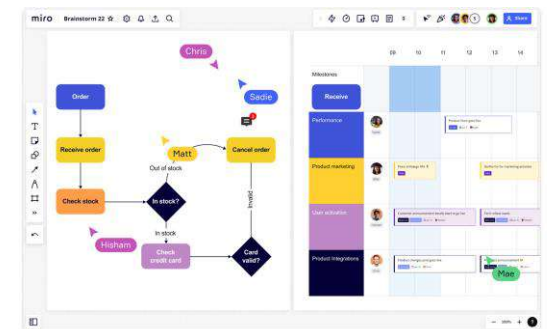 miro
Brainstorm 22
Share
Chris
Sadie
Order
Receive order
Matt
Cancel order
Out of stock
Check stock
In stock?
Invalid
In stock
Hisham
Check
credit card
Card
valid?
09 10 11 12 13 14
Milestones
Receive
Performance
Product marketing
User activation
Product Integrations
Mae